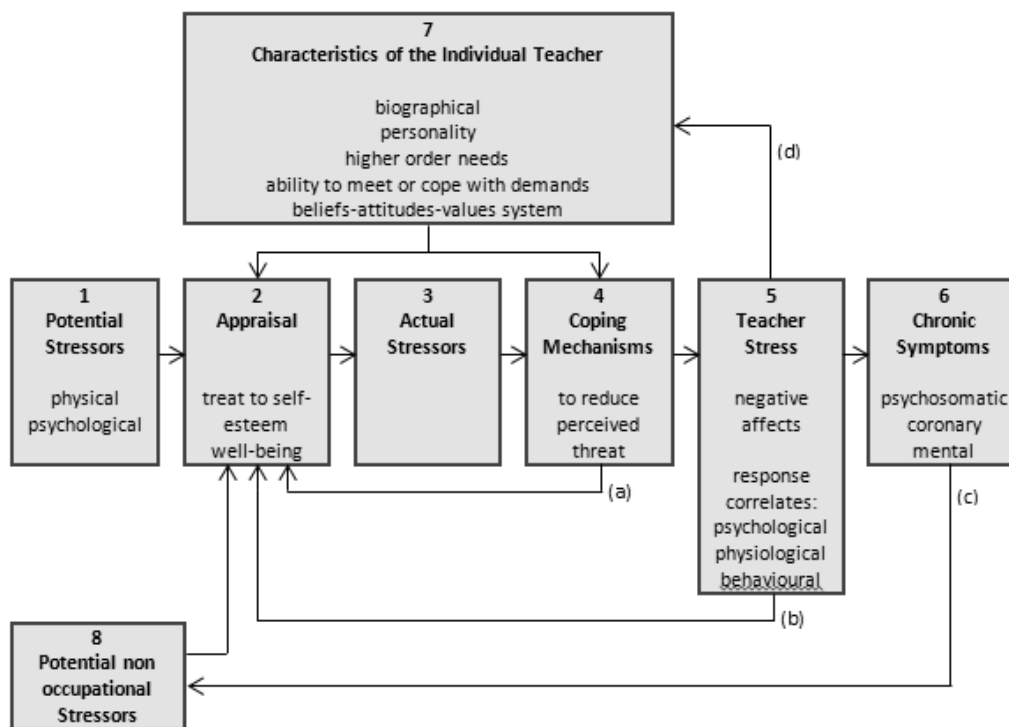 7
Characteristics of the Individual Teacher
biographical
personality
higher order needs
ability to meet or cope with demands
beliefs-attitudes-values system
(d)
1
Potential
Stressors
physical
psychological
2
Appraisal
treat to self-
esteem
well-being
3
Actual
Stressors
4
Coping
Mechanisms
to reduce
perceived
threat
5
Teacher
Stress
negative
affects
response
correlates:
psychological
physiological
behavioural
6
Chronic
Symptoms
psychosomatic
coronary
mental
(a)
(c)
(b)
8
Potential non
occupational
Stressors